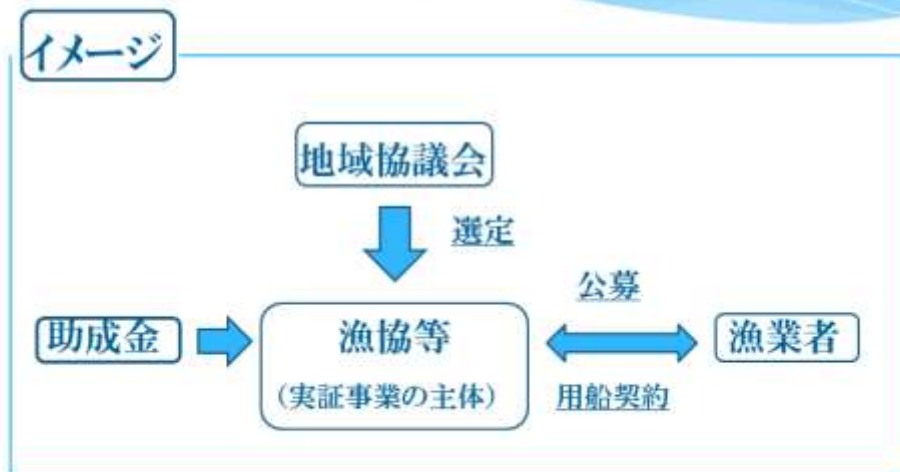 イメージ
地域協議会
選定
公募
助成金
漁協等
漁業者
(実証事業の主体)
用船契約